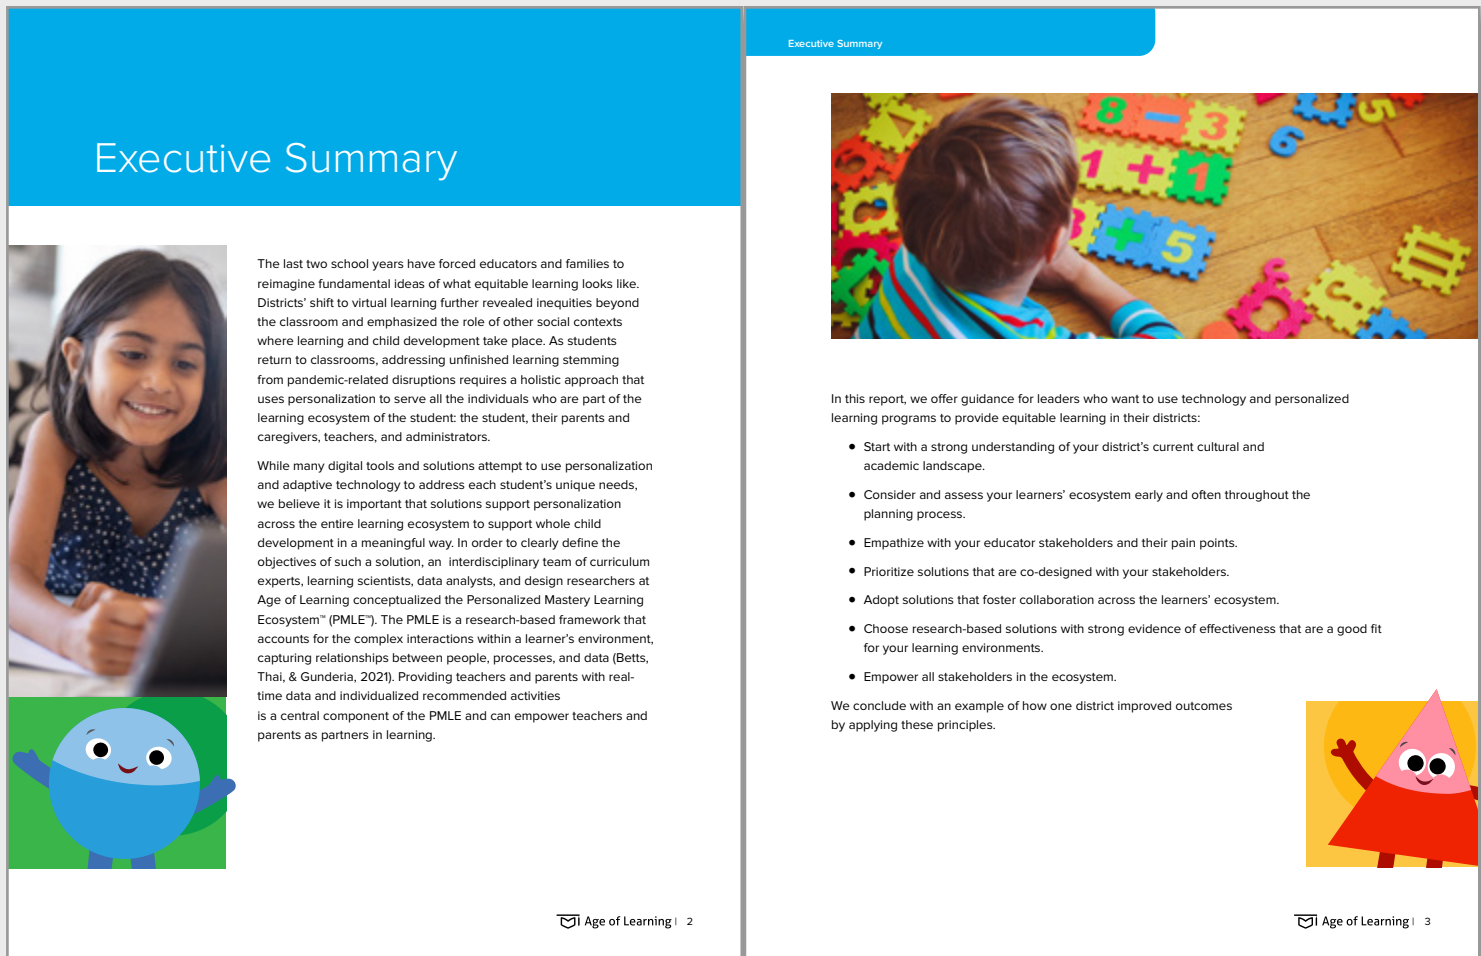 Executive Summary
The last two school years have forced educators and families to
reimagine fundamental ideas of what equitable learning looks like.
Districts' shift to virtual learning further revealed inequities beyond
the classroom and emphasized the role of other social contexts
where learning and child development take place. As students
return to classrooms, addressing unfinished learning stemming
from pandemic-related disruptions requires a holistic approach that
uses personalization to serve all the individuals who are part of the
learning ecosystem of the student: the student, their parents and
caregivers, teachers, and administrators.
While many digital tools and solutions attempt to use personalization
and adaptive technology to address each student's unique needs,
we believe it is important that solutions support personalization
across the entire learning ecosystem to support whole child
development in a meaningful way. In order to clearly define the
objectives of such a solution, an  interdisciplinary team of curriculum
experts, learning scientists, data analysts, and design researchers at
Age of Learning conceptualized the Personalized Mastery Learning
Ecosystem™ (PMLE™). The PMLE is a research-based framework that
accounts for the complex interactions within a learner's environment,
capturing relationships between people, processes, and data (Betts,
Thai, & Gunderia, 2021). Providing teachers and parents with real-
time data and individualized recommended activities
is a central component of the PMLE and can empower teachers and
parents as partners in learning.
Age of Learning | 2
Executive Summary
8 – 3
1 + 1
3 + 5
6
5
In this report, we offer guidance for leaders who want to use technology and personalized
learning programs to provide equitable learning in their districts:
● Start with a strong understanding of your district's current cultural and
academic landscape.
● Consider and assess your learners' ecosystem early and often throughout the
planning process.
● Empathize with your educator stakeholders and their pain points.
● Prioritize solutions that are co-designed with your stakeholders.
● Adopt solutions that foster collaboration across the learners' ecosystem.
● Choose research-based solutions with strong evidence of effectiveness that are a good fit
for your learning environments.
● Empower all stakeholders in the ecosystem.
We conclude with an example of how one district improved outcomes
by applying these principles.
Age of Learning | 3